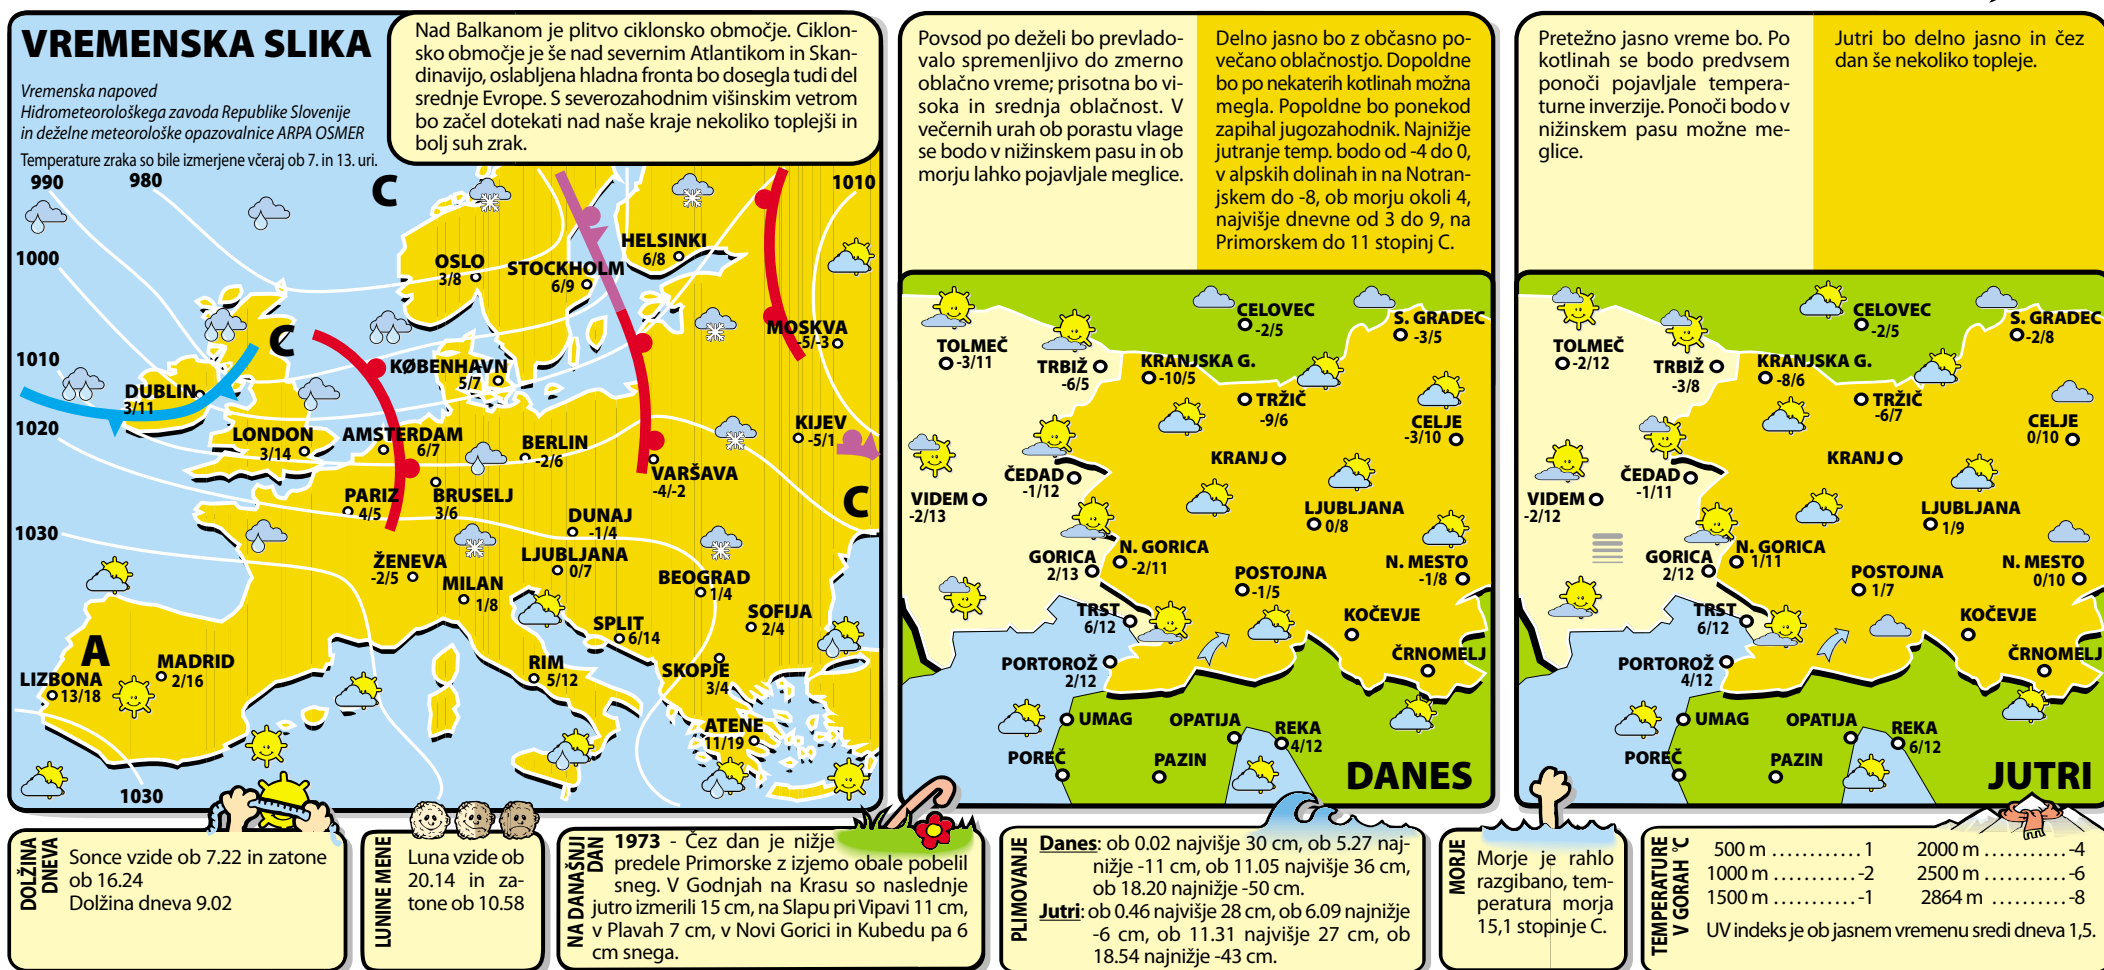 VREMENSKA SLIKA
Vremenska napoved
Hidrometeorološkega zavoda Republike Slovenije
in deželne meteorološke opazovalnice ARPA OSMER
Temperature zraka so bile izmerjene včeraj ob 7. in 13. uri.
Nad Balkanom je plitvo ciklonsko območje. Ciklon-
sko območje je še nad severnim Atlantikom in Skan-
dinavijo, oslabljena hladna fronta bo dosegla tudi del
srednje Evrope. S severozahodnim višinskim vetrom
bo začel dotekati nad naše kraje nekoliko toplejši in
bolj suh zrak.
990
980
C
1010
1000
OSLO
3/8
STOCKHOLM
6/9
HELSINKI
6/8
MOSKVA
-5/-3
C
1010
DUBLIN
3/11
KØBENHAVN
5/7
1020
LONDON
3/14
AMSTERDAM
6/7
BERLIN
-2/6
KIJEV
-5/1
VARŠAVA
-4/-2
PARIZ
4/5
BRUSELJ
3/6
C
1030
DUNAJ
-1/4
ŽENEVA
-2/5
LJUBLJANA
0/7
MILAN
1/8
BEOGRAD
1/4
SPLIT
6/14
SOFIJA
2/4
A
MADRID
2/16
LIZBONA
13/18
RIM
5/12
SKOPJE
3/4
ATENE
11/19
1030
Povsod po deželi bo prevlado-
valo spremenljivo do zmerno
oblačno vreme; prisotna bo vi-
soka in srednja oblačnost. V
večernih urah ob porastu vlage
se bodo v nižinskem pasu in ob
morju lahko pojavljale meglice.
Delno jasno bo z občasno po-
večano oblačnostjo. Dopoldne
bo po nekaterih kotlinah možna
megla. Popoldne bo ponekod
zapihal jugozahodnik. Najnižje
jutranje temp. bodo od -4 do 0,
v alpskih dolinah in na Notran-
jskem do -8, ob morju okoli 4,
najvišje dnevne od 3 do 9, na
Primorskem do 11 stopinj C.
CELOVEC
-2/5
S. GRADEC
-3/5
TOLMEČ
-3/11
TRBIŽ
-6/5
KRANJSKA G.
-10/5
TRŽIČ
-9/6
CELJE
-3/10
KRANJ
ČEDAD
-1/12
VIDEM
-2/13
LJUBLJANA
0/8
GORICA
2/13
N. GORICA
-2/11
N. MESTO
-1/8
POSTOJNA
-1/5
TRST
6/12
KOČEVJE
PORTOROŽ
2/12
ČRNOMELJ
UMAG
OPATIJA
REKA
4/12
POREČ
PAZIN
DANES
Pretežno jasno vreme bo. Po
kotlinah se bodo predvsem
ponoči pojavljale tempera-
turne inverzije. Ponoči bodo v
nižinskem pasu možne me-
glice.
Jutri bo delno jasno in čez
dan še nekoliko topleje.
CELOVEC
-2/5
S. GRADEC
-2/8
TOLMEČ
-2/12
TRBIŽ
-3/8
KRANJSKA G.
-8/6
TRŽIČ
-6/7
CELJE
0/10
KRANJ
ČEDAD
-1/11
VIDEM
-2/12
LJUBLJANA
1/9
GORICA
2/12
N. GORICA
1/11
N. MESTO
0/10
POSTOJNA
1/7
TRST
6/12
KOČEVJE
PORTOROŽ
4/12
ČRNOMELJ
UMAG
OPATIJA
REKA
6/12
POREČ
PAZIN
JUTRI
DOLŽINA
DNEVA
Sonce vzide ob 7.22 in zatone
ob 16.24
Dolžina dneva 9.02
LUNINE MENE
Luna vzide ob
20.14 in za-
tone ob 10.58
NA DANAŠNJI
DAN
1973 - Čez dan je nižje
predele Primorske z izjemo obale pobelil
sneg. V Godnjah na Krasu so naslednje
jutro izmerili 15 cm, na Slapu pri Vipavi 11 cm,
v Plavah 7 cm, v Novi Gorici in Kubedu pa 6
cm snega.
PLIMOVANJE
Danes: ob 0.02 najvišje 30 cm, ob 5.27 naj-
nižje -11 cm, ob 11.05 najvišje 36 cm,
ob 18.20 najnižje -50 cm.
Jutri: ob 0.46 najvišje 28 cm, ob 6.09 najnižje
-6 cm, ob 11.31 najvišje 27 cm, ob
18.54 najnižje -43 cm.
MORJE
Morje je rahlo
razgibano, tem-
peratura morja
15,1 stopinje C.
TEMPERATURE
V GORAH °C
500 m ............ 1
1000 m ........... -2
1500 m ........... -1
2000 m ........... -4
2500 m ........... -6
2864 m ........... -8
UV indeks je ob jasnem vremenu sredi dneva 1,5.